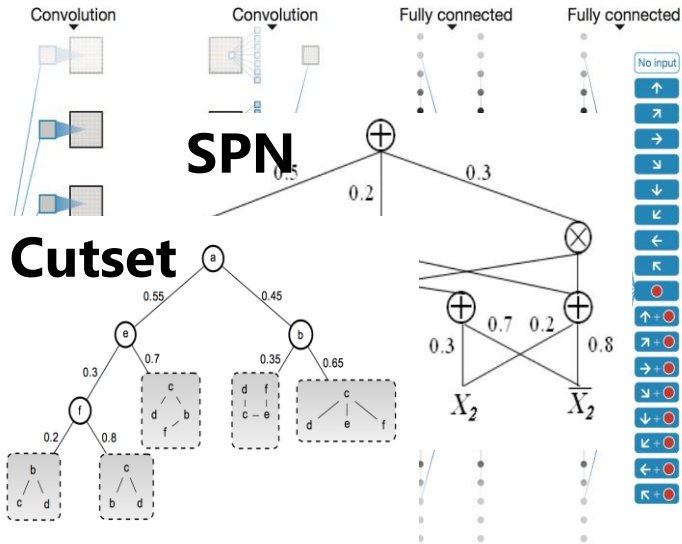 Convolution Convolution Fully connected Fully connected
No input
SPN
0.5 0.2 0.3
Cutset
a
0.55 0.45
e b
0.3 0.7 0.35 0.65
f
c
d b
f
d f
c e
c
d e f
0.2 0.8
b
c d
c
b d
0.3 0.7 0.2 0.8
X₂ X̅₂